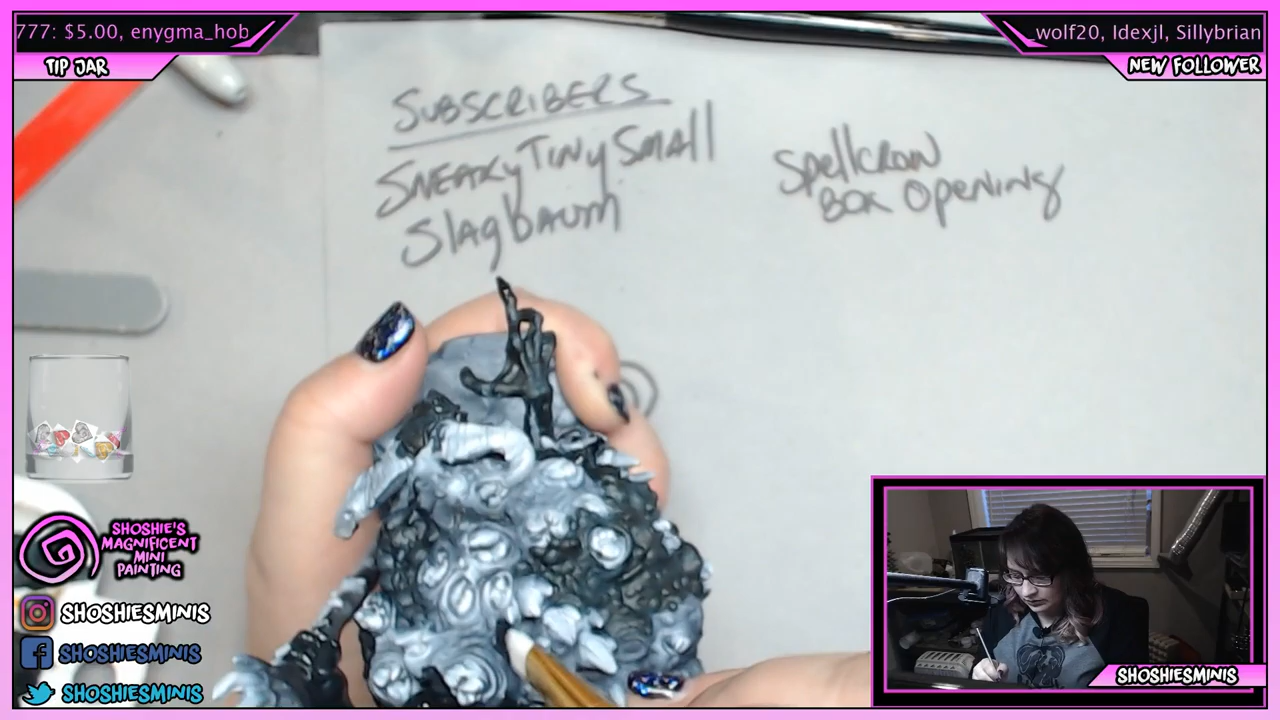 777: $5.00, enygma_hob
TIP JAR
_wolf20, Idexjl, Sillybrian
NEW FOLLOWER
SUBSCRIBERS
SNEAKyTINySMAll
SlagbAUM
Spellcrow
Box Opening
SHOSHIE'S
MAGNIFICENT
MINI
PAINTING
SHOSHIESMINIS
SHOSHIESMINIS
SHOSHIESMINIS
SHOSHIESMINIS